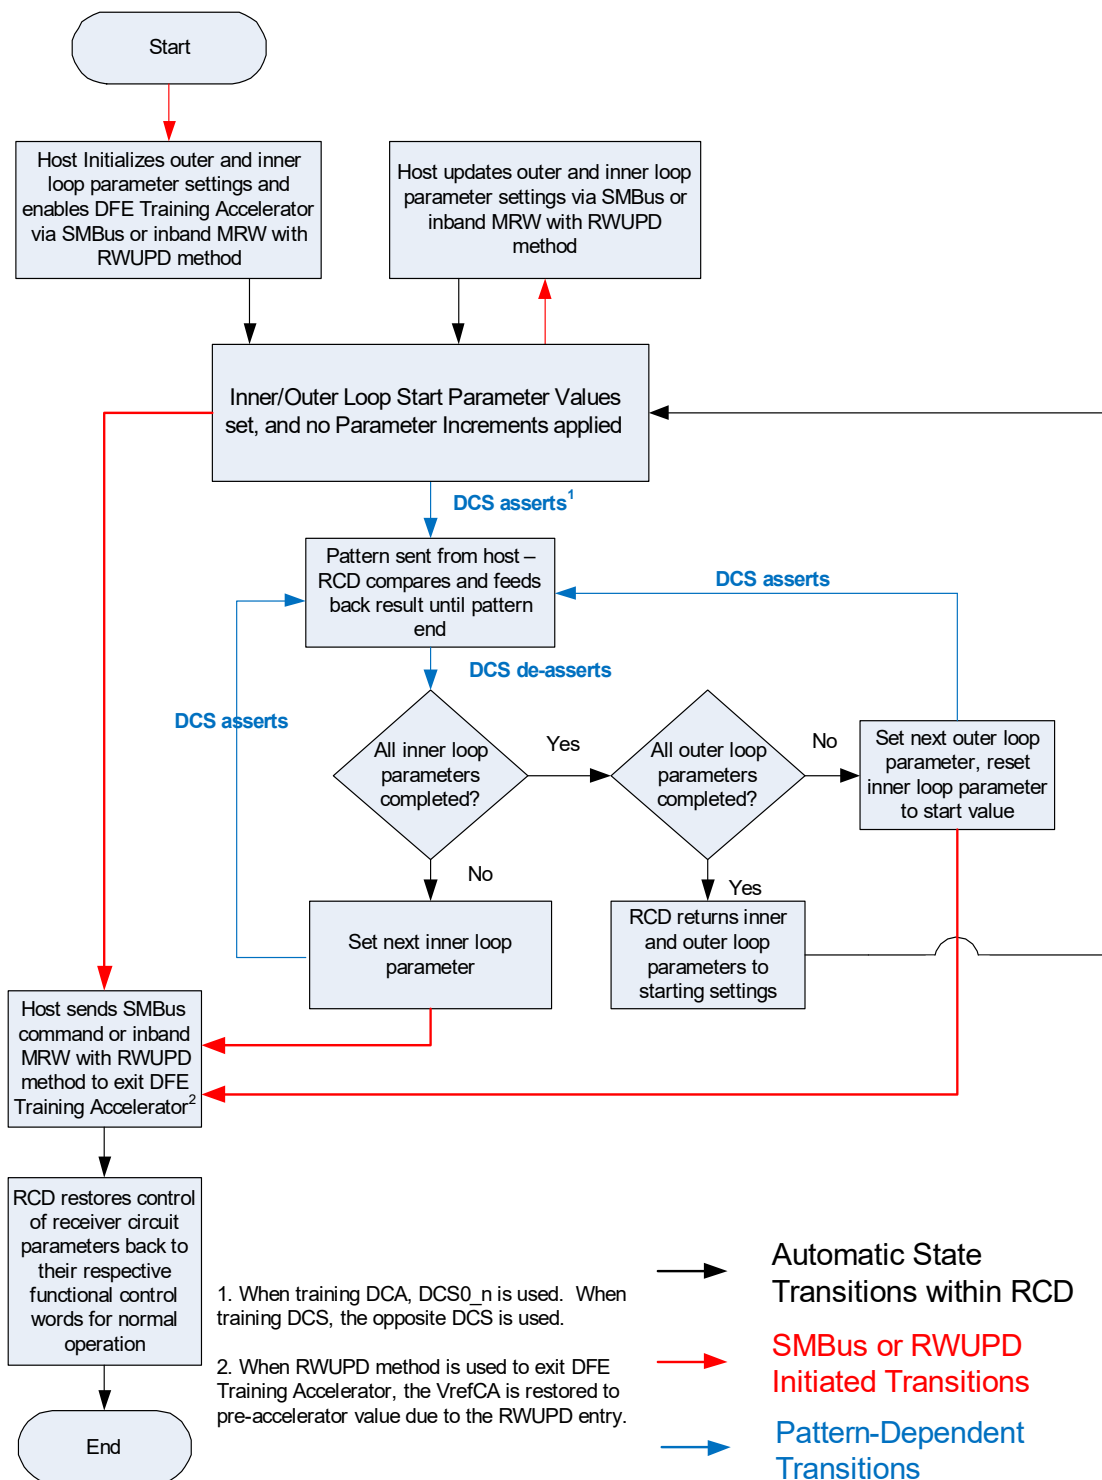 Start
Host Initializes outer and inner
loop parameter settings and
enables DFE Training Accelerator
via SMBus or inband MRW with
RWUPD method
Host updates outer and inner loop
parameter settings via SMBus or
inband MRW with RWUPD
method
Inner/Outer Loop Start Parameter Values
set, and no Parameter Increments applied
DCS asserts1
Pattern sent from host –
RCD compares and feeds
back result until pattern
end
DCS asserts
DCS de-asserts
DCS asserts
All inner loop
parameters
completed?
Yes
All outer loop
parameters
completed?
No
Set next outer loop
parameter, reset
inner loop parameter
to start value
No
Yes
Set next inner loop
parameter
RCD returns inner
and outer loop
parameters to
starting settings
Host sends SMBus
command or inband
MRW with RWUPD
method to exit DFE
Training Accelerator2
RCD restores control
of receiver circuit
parameters back to
their respective
functional control
words for normal
operation
End
1. When training DCA, DCS0_n is used. When
training DCS, the opposite DCS is used.
2. When RWUPD method is used to exit DFE
Training Accelerator, the VrefCA is restored to
pre-accelerator value due to the RWUPD entry.
Automatic State
Transitions within RCD
SMBus or RWUPD
Initiated Transitions
Pattern-Dependent
Transitions